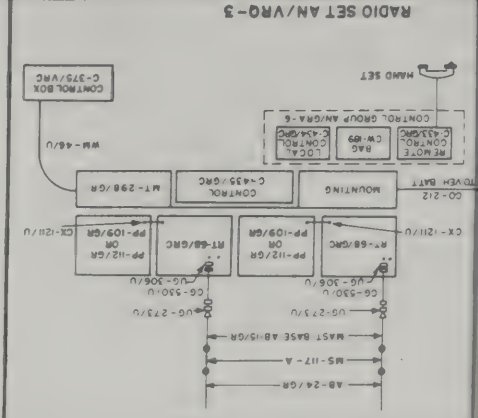 AB-24/GR
MS-117-A
MAST BASE AB-15/GR
UG-273/U
UG-273/U
CG-530/U
CG-530/U
UG-306/U
UG-306/U
RT-68/GRC
PP-112/GR
OR
PP-109/GR
RT-68/GRC
PP-112/GR
OR
PP-109/GR
CX-1211/U
CX-1211/U
CO-212
TO VEH BATT
MOUNTING
CONTROL
C-435/GRC
MT-298/GR
REMOTE
CONTROL
C-433/GRC
BAG
CW-189
LOCAL
CONTROL
C-434/GRC
CONTROL GROUP AN/GRA-6
WM-46/U
HAND SET
CONTROL BOX
C-375/VRC
RADIO SET AN/VRQ-3